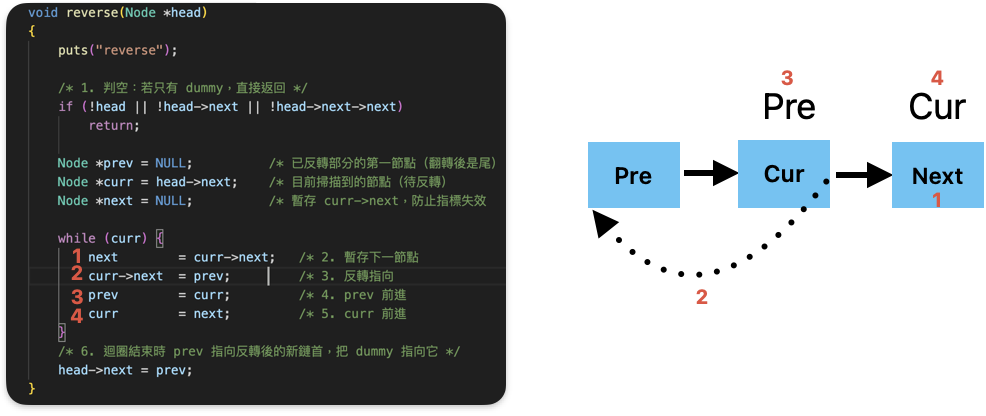 void reverse(Node *head)
{
puts("reverse");
/* 1. 判空：若只有 dummy，直接返回 */
if (!head || !head->next || !head->next->next)
return;
Node *prev = NULL; /* 已反轉部分的第一節點（翻轉後是尾）
Node *curr = head->next; /* 目前掃描到的節點（待反轉）
Node *next = NULL; /* 暫存 curr->next，防止指標失效
while (curr) {
1 next = curr->next; /* 2. 暫存下一節點
2 curr->next = prev; /* 3. 反轉指向
3 prev = curr; /* 4. prev 前進
4 curr = next; /* 5. curr 前進
}
/* 6. 迴圈結束時 prev 指向反轉後的新鏈首，把 dummy 指向它 */
head->next = prev;
}
3 4
Pre Cur
Pre Cur Next
1
2